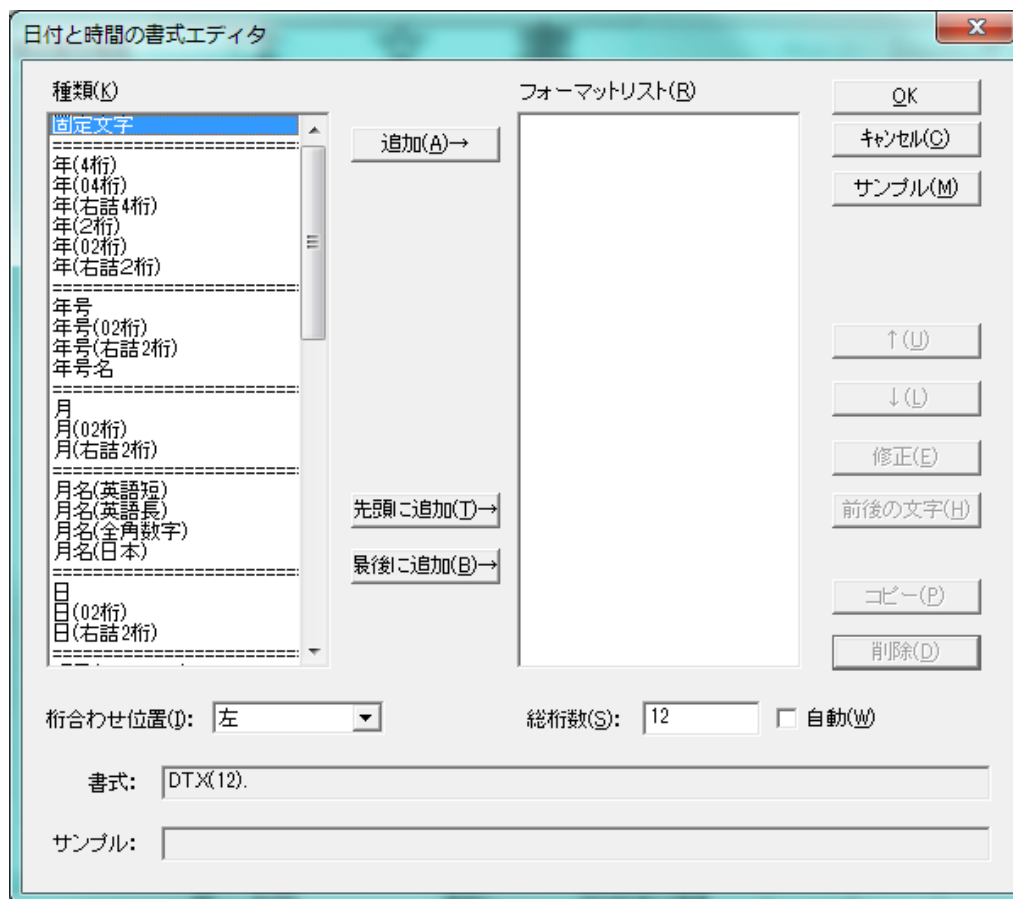 日付と時間の書式エディタ
種類(K)
固定文字
==========================
年(4桁)
年(04桁)
年(右詰4桁)
年(2桁)
年(02桁)
年(右詰2桁)
==========================
年号
年号(02桁)
年号(右詰2桁)
年号名
==========================
月
月(02桁)
月(右詰2桁)
==========================
月名(英語短)
月名(英語長)
月名(全角数字)
月名(日本)
==========================
日
日(02桁)
日(右詰2桁)
==========================
追加(A)→
先頭に追加(T)→
最後に追加(B)→
フォーマットリスト(R)
OK
キャンセル(C)
サンプル(M)
↑(U)
↓(L)
修正(E)
前後の文字(H)
コピー(P)
削除(D)
桁合わせ位置(I): 左
総桁数(S): 12
自動(W)
書式: DTX(12).
サンプル: